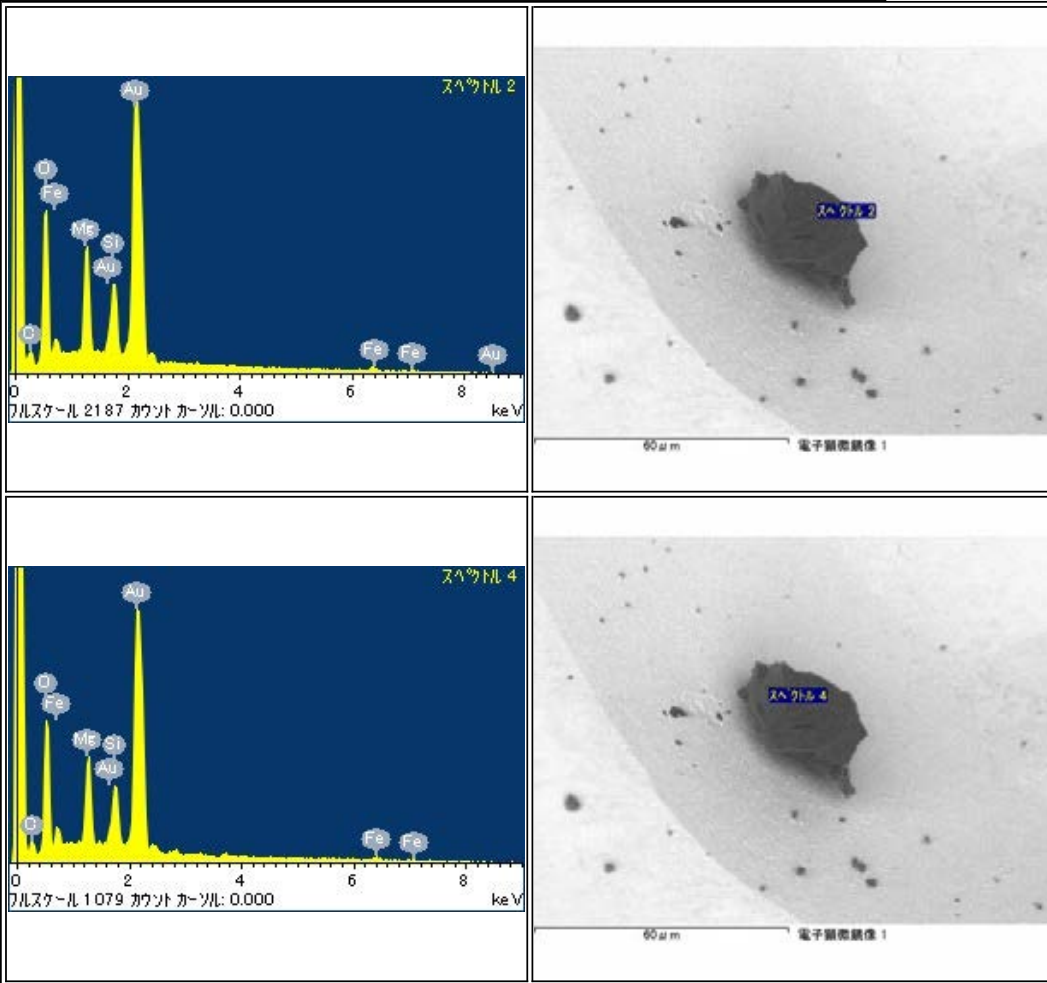 スペクトル 2
Au
O
Fe
Mg
Si
Au
C
Fe
Fe
Au
0 2 4 6 8
フルスケール 2187 カウント カーソル: 0.000 keV
スペクトル 2
60μm 電子顕微鏡像 1
スペクトル 4
Au
O
Fe
Mg
Si
Au
C
Fe
Fe
0 2 4 6 8
フルスケール 1079 カウント カーソル: 0.000 keV
スペクトル 4
60μm 電子顕微鏡像 1